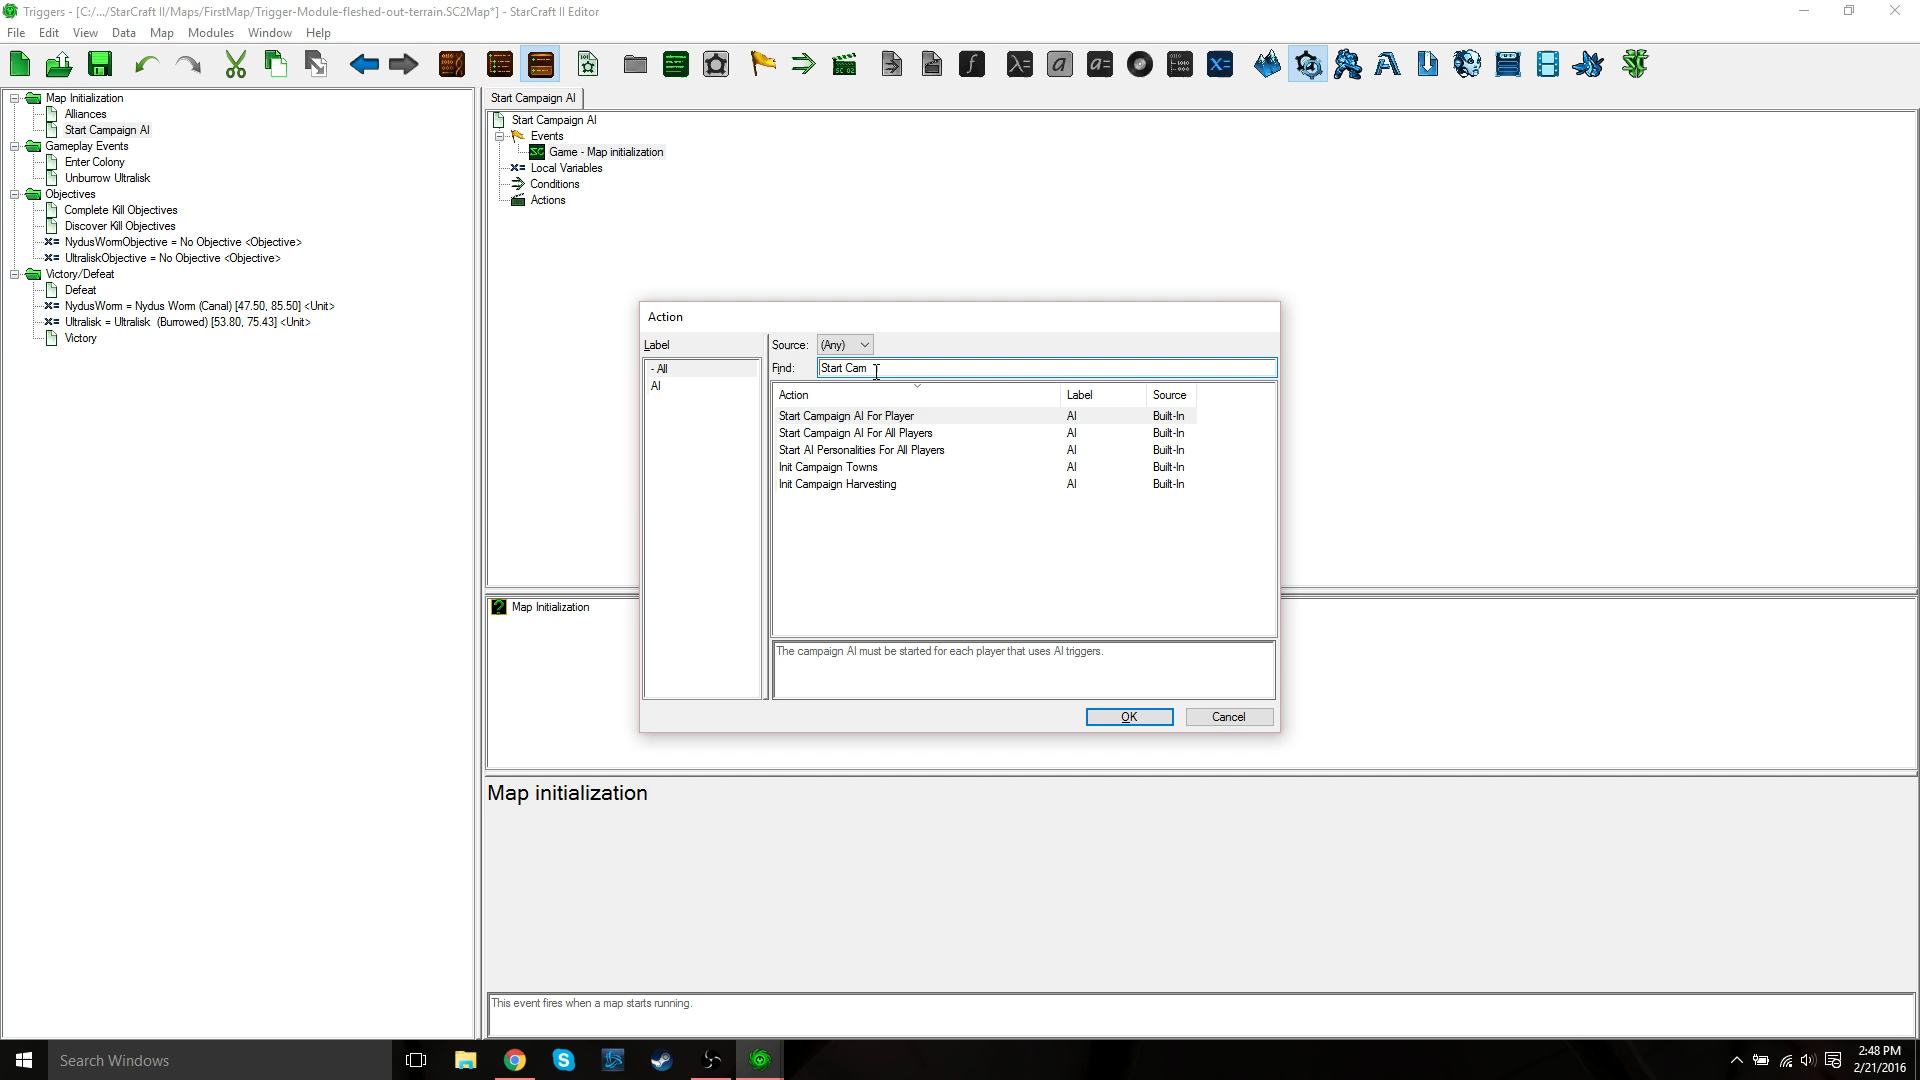 Triggers - [C:/.../StarCraft II/Maps/FirstMap/Trigger-Module-fleshed-out-terrain.SC2Map*] - StarCraft II Editor
File Edit View Data Map Modules Window Help
SC 02
Map Initialization
Alliances
Start Campaign AI
Gameplay Events
Enter Colony
Unburrow Ultralisk
Objectives
Complete Kill Objectives
Discover Kill Objectives
X= NydusWormObjective = No Objective <Objective>
X= UltraliskObjective = No Objective <Objective>
Victory/Defeat
Defeat
X= NydusWorm = Nydus Worm (Canal) [47.50, 85.50] <Unit>
X= Ultralisk = Ultralisk (Burrowed) [53.80, 75.43] <Unit>
Victory
Start Campaign AI
Start Campaign AI
Events
SC Game - Map initialization
X= Local Variables
Conditions
Actions
Action
Label
- All
AI
Source: (Any)
Find: Start Cam
Action Label Source
Start Campaign AI For Player AI Built-In
Start Campaign AI For All Players AI Built-In
Start AI Personalities For All Players AI Built-In
Init Campaign Towns AI Built-In
Init Campaign Harvesting AI Built-In
The campaign AI must be started for each player that uses AI triggers.
OK Cancel
? Map Initialization
Map initialization
This event fires when a map starts running.
Search Windows
2:48 PM
2/21/2016